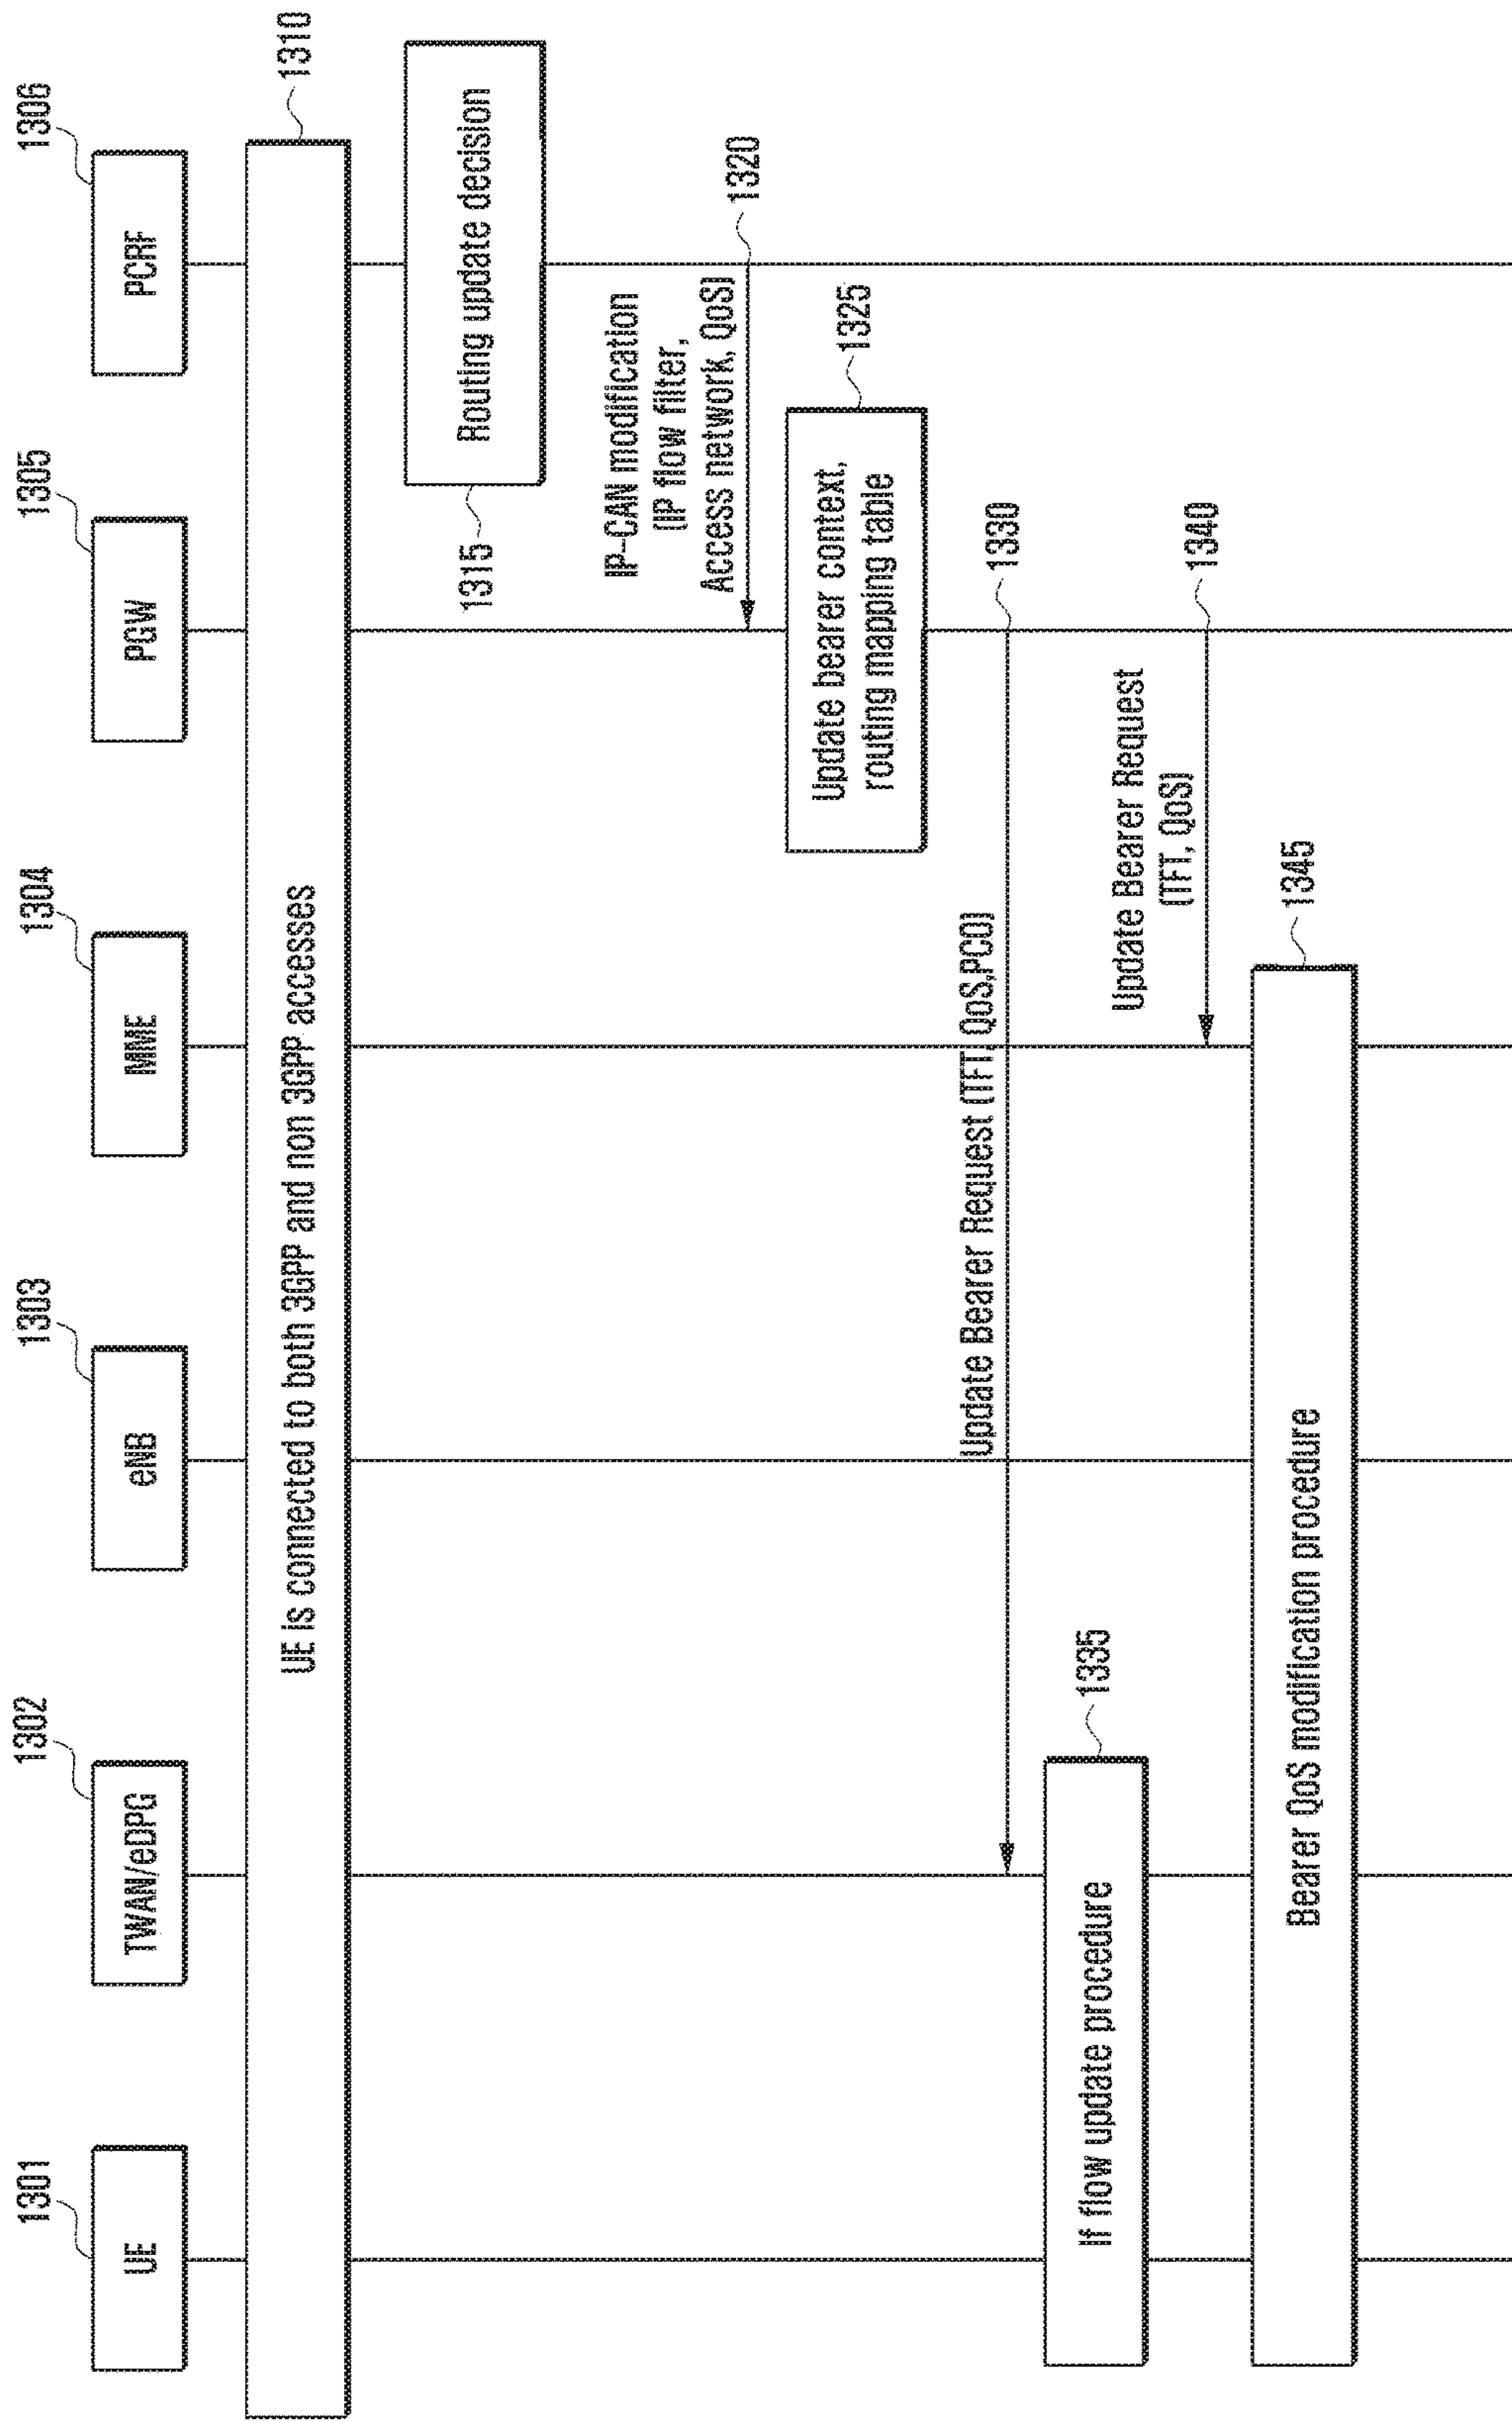 1301
1302
1303
1304
1305
1306
UE
TWAN/eDPG
eNB
MME
PGW
PCRF
1310
UE is connected to both 3GPP and non 3GPP accesses
Routing update decision
1315
IP-CAN modification
(IP flow filter,
Access network, QoS)
1320
1325
Update bearer context,
routing mapping table
Update Bearer Request (TFT, QoS,PCO)
1330
1335
If flow update procedure
Update Bearer Request
(TFT, QoS)
1340
1345
Bearer QoS modification procedure